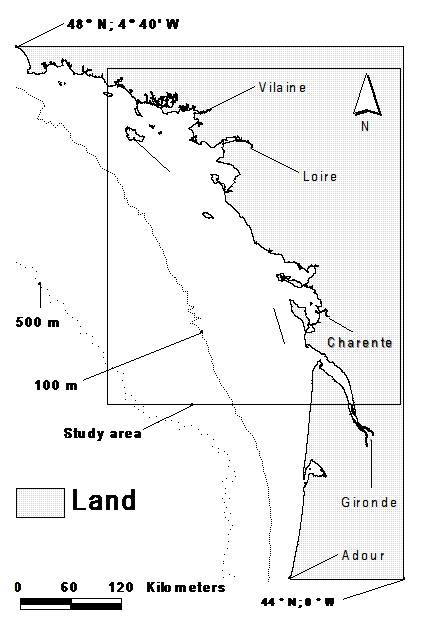 48° N; 4° 40' W
Vilaine
N
Loire
500 m
Charente
100 m
Study area
Land
Gironde
Adour
0 60 120 Kilometers
44 ° N; 0 ° W